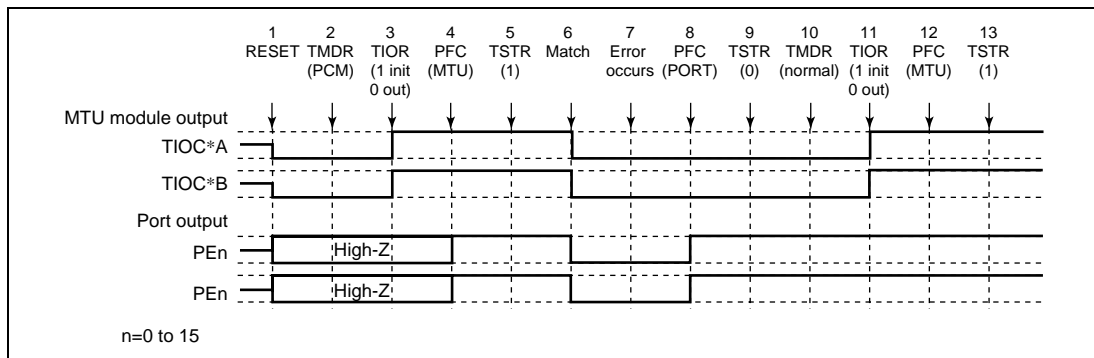 1 2 3 4 5 6 7 8 9 10 11 12 13
RESET TMDR TIOR PFC TSTR Match Error PFC TSTR TMDR TIOR PFC TSTR
(PCM) (1 init (MTU) (1) occurs (PORT) (0) (normal) (1 init (MTU) (1)
0 out) 0 out)
MTU module output
TIOC*A
TIOC*B
Port output
PEn High-Z
PEn High-Z
n=0 to 15